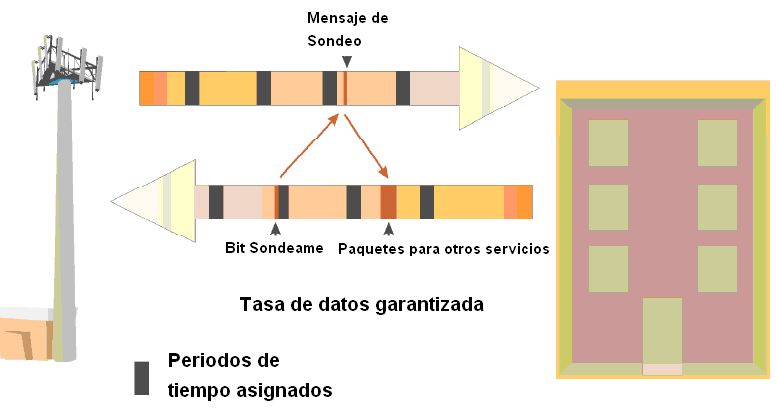 Mensaje de
Sondeo
Bit Sondeame
Paquetes para otros servicios
Tasa de datos garantizada
Periodos de
tiempo asignados